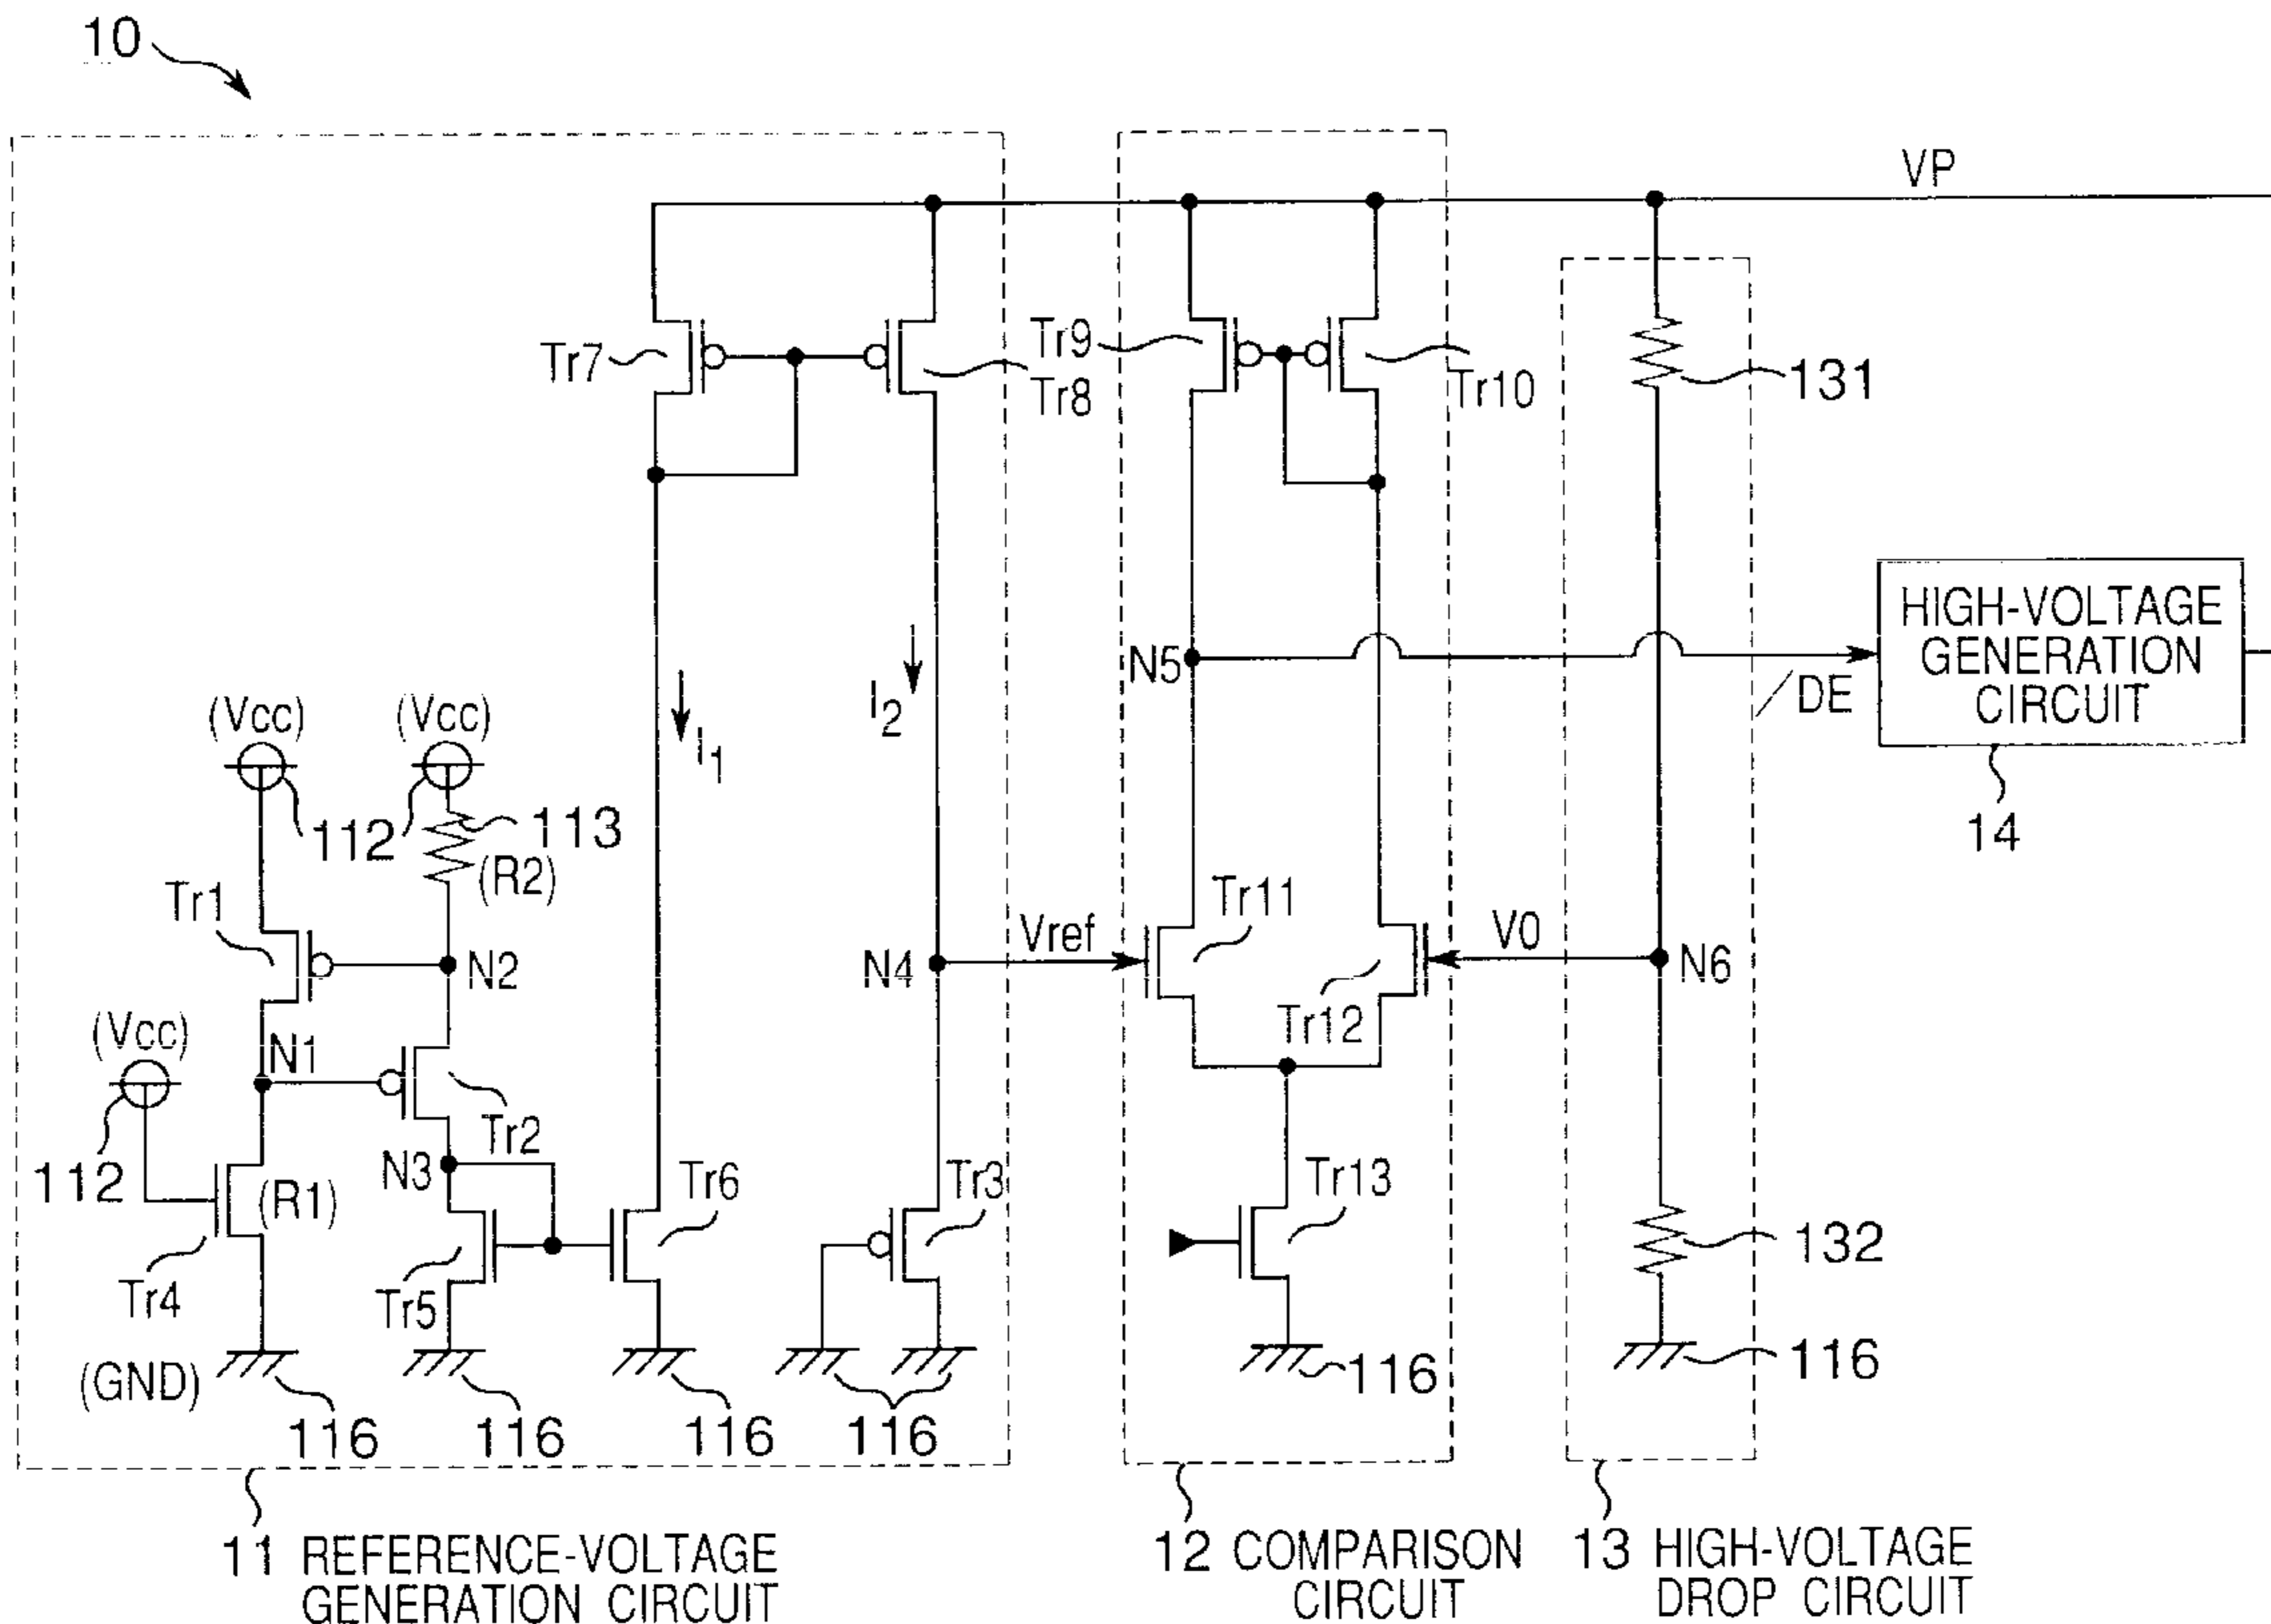 10
VP
Tr7
Tr8
Tr9
Tr10
131
HIGH-VOLTAGE
GENERATION
CIRCUIT
N5
DE
14
I1
I2
(Vcc)
(Vcc)
112
113
(R2)
Tr1
N2
N4
Vref
Tr11
V0
N6
Tr12
(Vcc)
N1
Tr2
112
N3
(R1)
Tr6
Tr3
Tr13
132
Tr4
Tr5
(GND)
116
116
116
116
116
116
11 REFERENCE-VOLTAGE
GENERATION CIRCUIT
12 COMPARISON
CIRCUIT
13 HIGH-VOLTAGE
DROP CIRCUIT